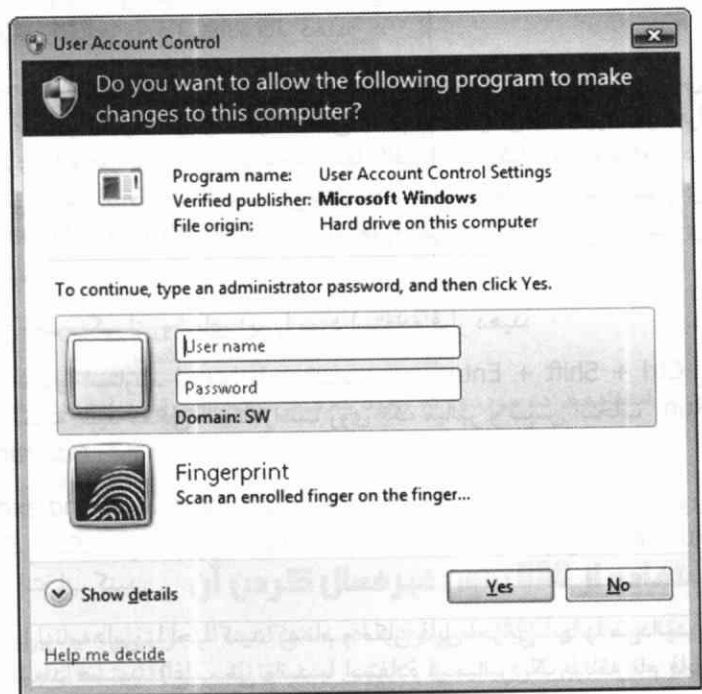 User Account Control
Do you want to allow the following program to make
changes to this computer?
Program name: User Account Control Settings
Verified publisher: Microsoft Windows
File origin: Hard drive on this computer
To continue, type an administrator password, and then click Yes.
User name
Password
Domain: SW
Fingerprint
Scan an enrolled finger on the finger...
Show details
Yes
No
Help me decide